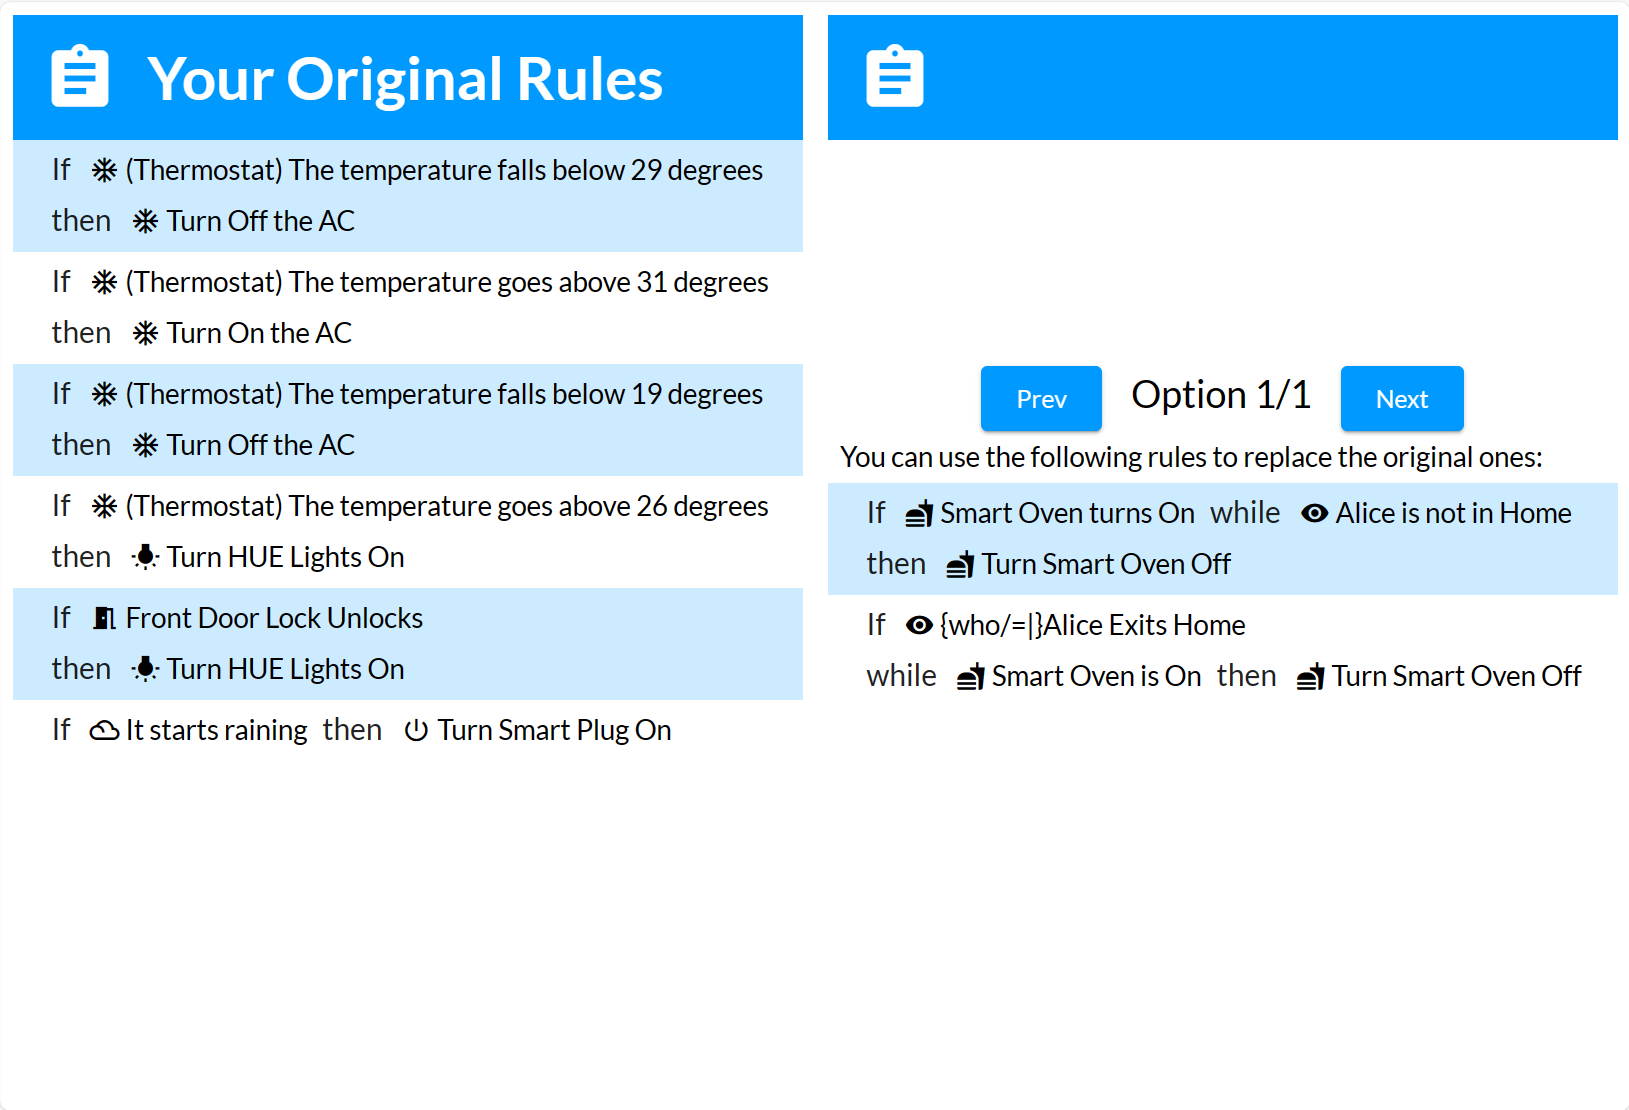 Your Original Rules
If (Thermostat) The temperature falls below 29 degrees
then Turn Off the AC
If (Thermostat) The temperature goes above 31 degrees
then Turn On the AC
If (Thermostat) The temperature falls below 19 degrees
then Turn Off the AC
If (Thermostat) The temperature goes above 26 degrees
then Turn HUE Lights On
If Front Door Lock Unlocks
then Turn HUE Lights On
If It starts raining then Turn Smart Plug On
Prev Option 1/1 Next
You can use the following rules to replace the original ones:
If Smart Oven turns On while Alice is not in Home
then Turn Smart Oven Off
If {who/=|}Alice Exits Home
while Smart Oven is On then Turn Smart Oven Off